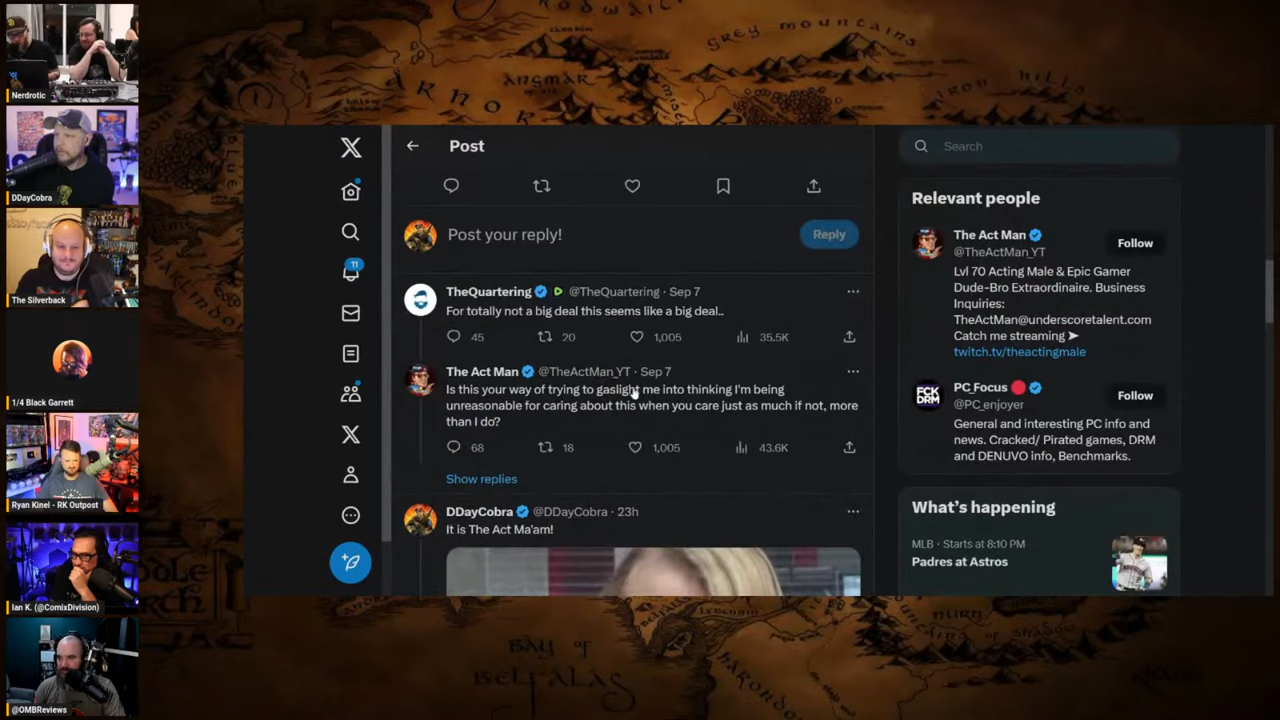 RODWAITH
GREY MOUNTAINS
ANGMAR
ARNOR
Nerdrotic
DDayCobra
The Silverback
1/4 Black Garrett
Ryan Kinel - RK Outpost
Ian K. (@ComixDivision)
@OMBReviews
11
Post
Post your reply!
Reply
TheQuartering @TheQuartering · Sep 7
For totally not a big deal this seems like a big deal..
45 20 1,005 35.5K
The Act Man @TheActMan_YT · Sep 7
Is this your way of trying to gaslight me into thinking I'm being
unreasonable for caring about this when you care just as much if not, more
than I do?
68 18 1,005 43.6K
Show replies
DDayCobra @DDayCobra · 23h
It is The Act Ma'am!
Search
Relevant people
The Act Man
@TheActMan_YT
Follow
Lvl 70 Acting Male & Epic Gamer
Dude-Bro Extraordinaire. Business
Inquiries:
TheActMan@underscoretalent.com
Catch me streaming ➤
twitch.tv/theactingmale
FCK
DRM
PC_Focus
@PC_enjoyer
Follow
General and interesting PC info and
news. Cracked/ Pirated games, DRM
and DENUVO info, Benchmarks.
What's happening
MLB · Starts at 8:10 PM
Padres at Astros
BAY OF
BELFALAS